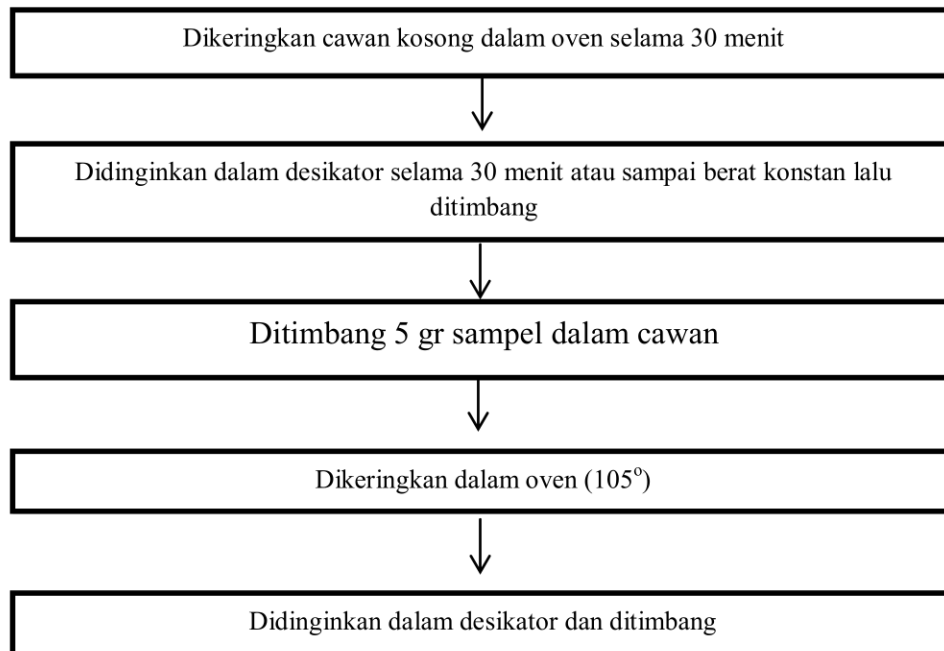 Dikeringkan cawan kosong dalam oven selama 30 menit
Didinginkan dalam desikator selama 30 menit atau sampai berat konstan lalu
ditimbang
Ditimbang 5 gr sampel dalam cawan
Dikeringkan dalam oven (105°)
Didinginkan dalam desikator dan ditimbang